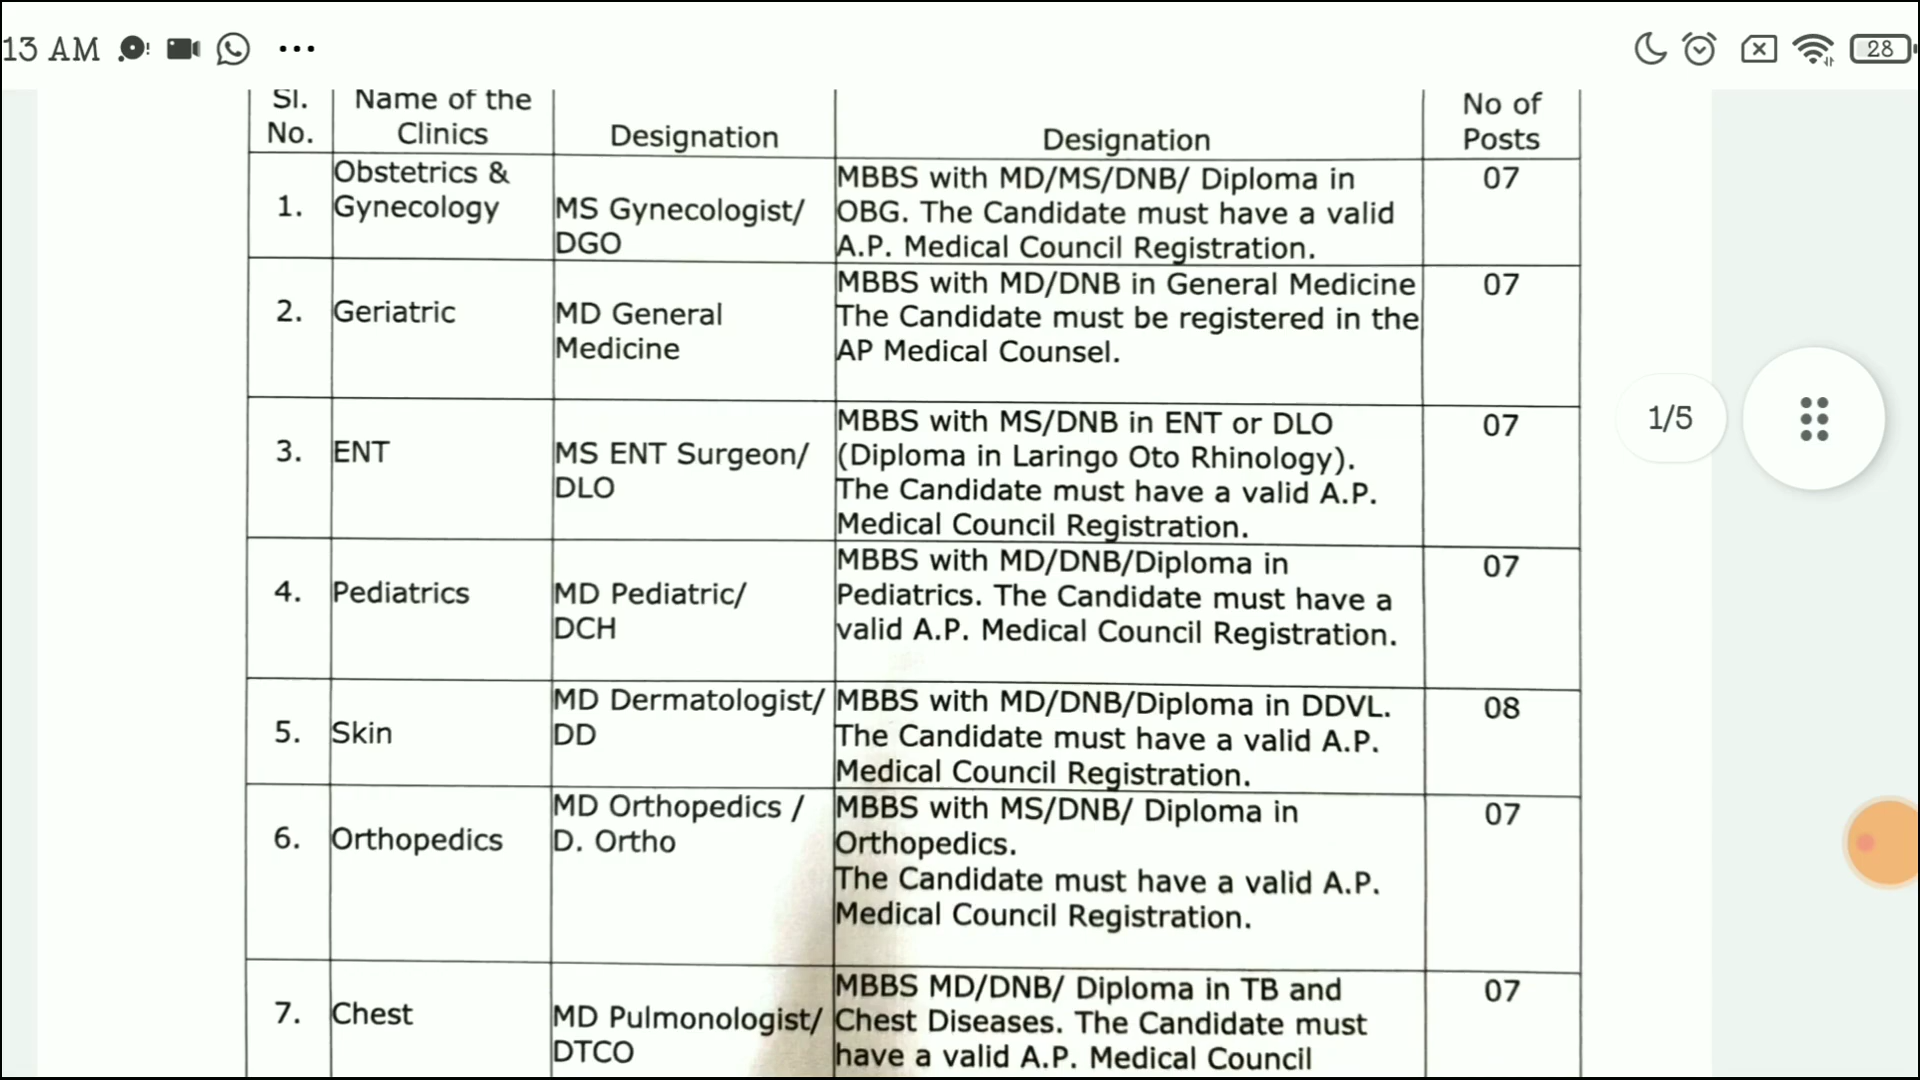 13 AM
28
Sl. No.
Name of the Clinics
Designation
Designation
No of Posts
1.
Obstetrics &
Gynecology
MS Gynecologist/
DGO
MBBS with MD/MS/DNB/ Diploma in
OBG. The Candidate must have a valid
A.P. Medical Council Registration.
07
2.
Geriatric
MD General
Medicine
MBBS with MD/DNB in General Medicine
The Candidate must be registered in the
AP Medical Counsel.
07
3.
ENT
MS ENT Surgeon/
DLO
MBBS with MS/DNB in ENT or DLO
(Diploma in Laringo Oto Rhinology).
The Candidate must have a valid A.P.
Medical Council Registration.
07
1/5
4.
Pediatrics
MD Pediatric/
DCH
MBBS with MD/DNB/Diploma in
Pediatrics. The Candidate must have a
valid A.P. Medical Council Registration.
07
5.
Skin
MD Dermatologist/
DD
MBBS with MD/DNB/Diploma in DDVL.
The Candidate must have a valid A.P.
Medical Council Registration.
08
6.
Orthopedics
MD Orthopedics /
D. Ortho
MBBS with MS/DNB/ Diploma in
Orthopedics.
The Candidate must have a valid A.P.
Medical Council Registration.
07
7.
Chest
MD Pulmonologist/
DTCO
MBBS MD/DNB/ Diploma in TB and
Chest Diseases. The Candidate must
have a valid A.P. Medical Council
07